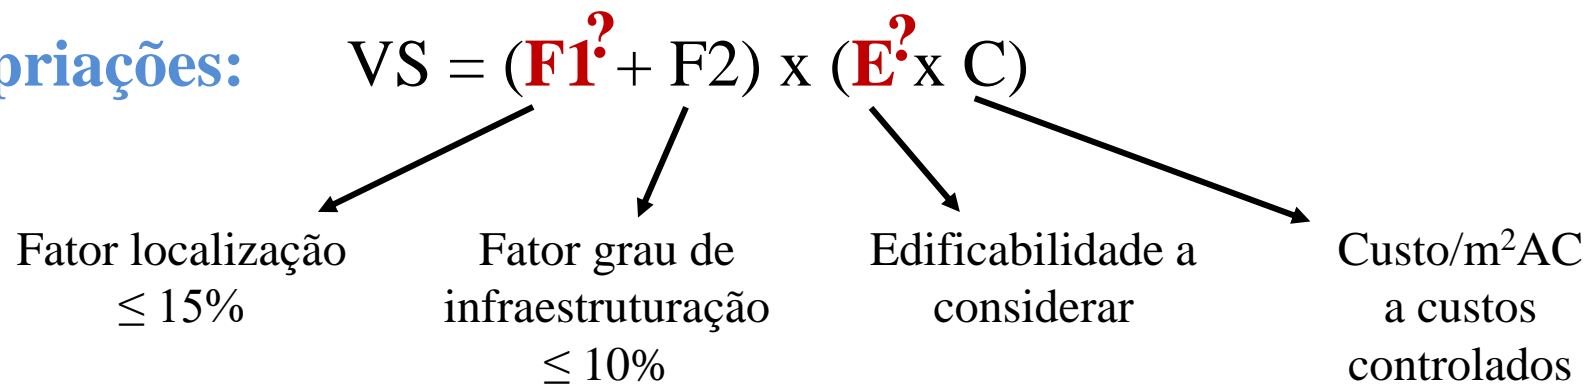 priações: VS = (F1? + F2) x (E? x C)
Fator localização
≤ 15%
Fator grau de
infraestruturação
≤ 10%
Edificabilidade a
considerar
Custo/m²AC
a custos
controlados